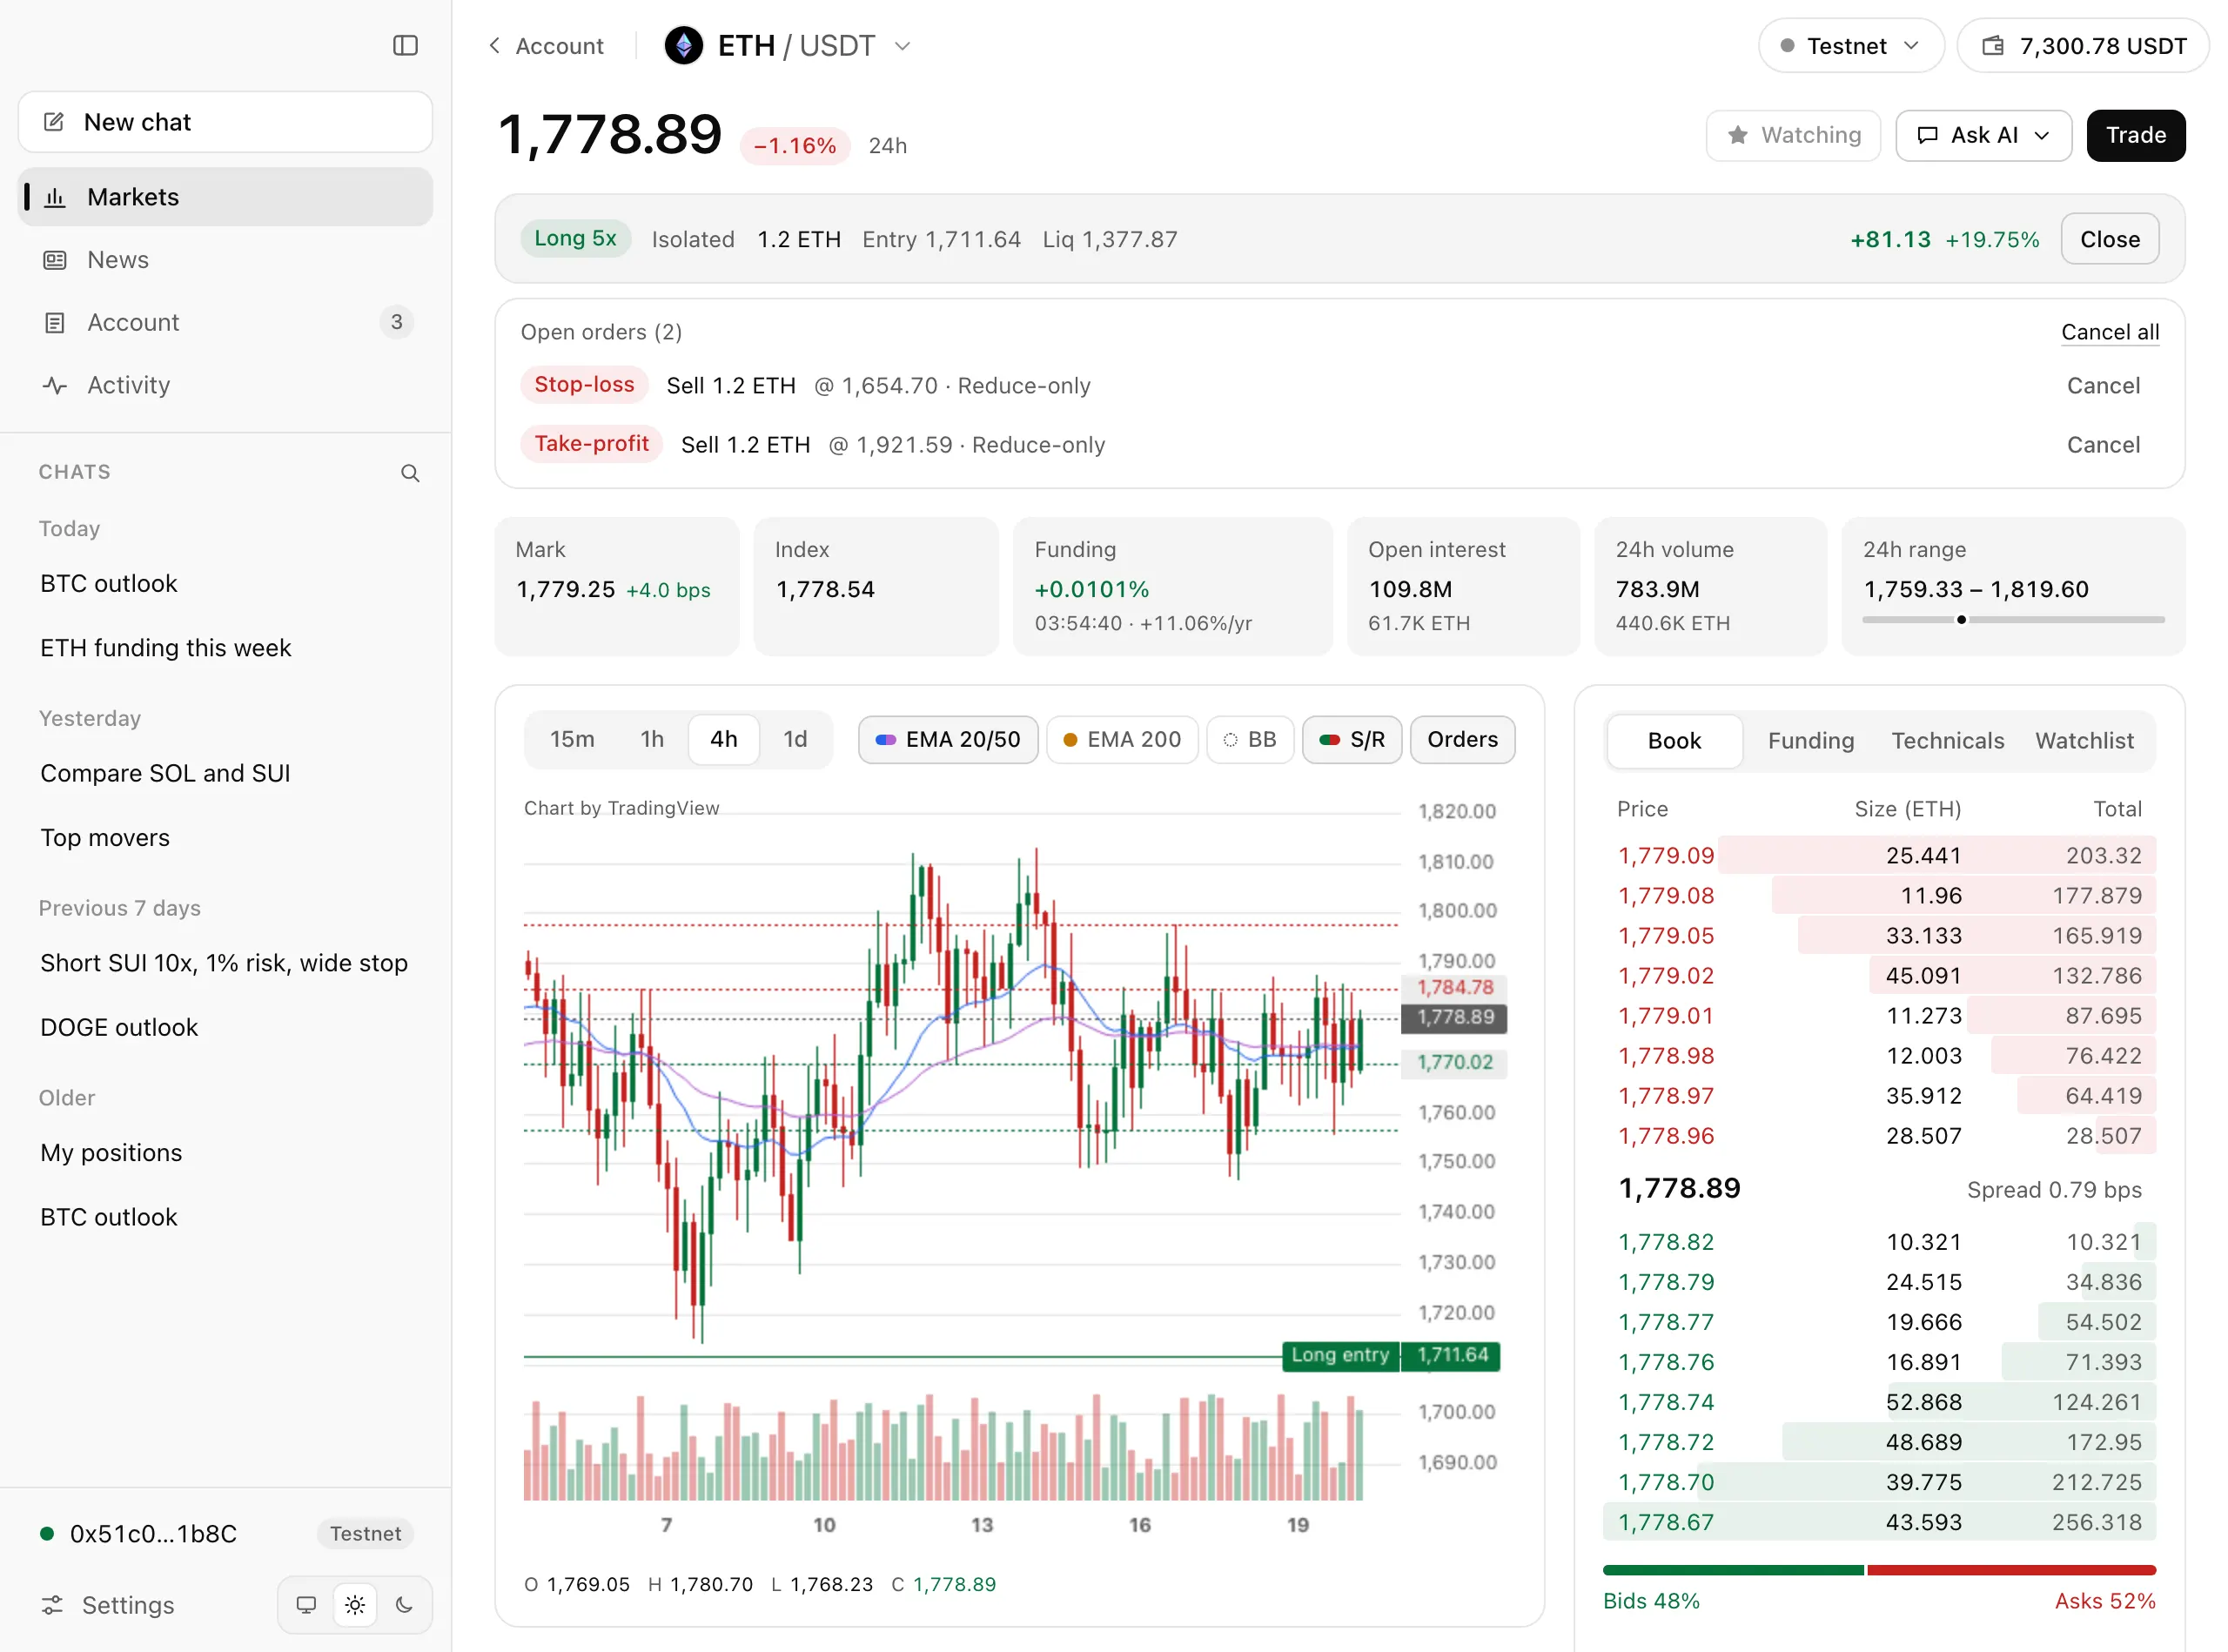 New chat
Markets
News
Account 3
Activity
CHATS
Today
BTC outlook
ETH funding this week
Yesterday
Compare SOL and SUI
Top movers
Previous 7 days
Short SUI 10x, 1% risk, wide stop
DOGE outlook
Older
My positions
BTC outlook
0x51c0...1b8C Testnet
Settings
Account ETH / USDT Testnet 7,300.78 USDT
1,778.89 −1.16% 24h Watching Ask AI Trade
Long 5x Isolated 1.2 ETH Entry 1,711.64 Liq 1,377.87 +81.13 +19.75% Close
Open orders (2) Cancel all
Stop-loss Sell 1.2 ETH @ 1,654.70 · Reduce-only Cancel
Take-profit Sell 1.2 ETH @ 1,921.59 · Reduce-only Cancel
Mark
1,779.25 +4.0 bps
Index
1,778.54
Funding
+0.0101%
03:54:40 · +11.06%/yr
Open interest
109.8M
61.7K ETH
24h volume
783.9M
440.6K ETH
24h range
1,759.33 – 1,819.60
15m 1h 4h 1d EMA 20/50 EMA 200 BB S/R Orders
Chart by TradingView
1,820.00
1,810.00
1,800.00
1,790.00
1,784.78
1,778.89
1,770.02
1,760.00
1,750.00
1,740.00
1,730.00
1,720.00
Long entry 1,711.64
1,700.00
1,690.00
7 10 13 16 19
O 1,769.05 H 1,780.70 L 1,768.23 C 1,778.89
Book Funding Technicals Watchlist
Price Size (ETH) Total
1,779.09 25.441 203.32
1,779.08 11.96 177.879
1,779.05 33.133 165.919
1,779.02 45.091 132.786
1,779.01 11.273 87.695
1,778.98 12.003 76.422
1,778.97 35.912 64.419
1,778.96 28.507 28.507
1,778.89 Spread 0.79 bps
1,778.82 10.321 10.321
1,778.79 24.515 34.836
1,778.77 19.666 54.502
1,778.76 16.891 71.393
1,778.74 52.868 124.261
1,778.72 48.689 172.95
1,778.70 39.775 212.725
1,778.67 43.593 256.318
Bids 48% Asks 52%